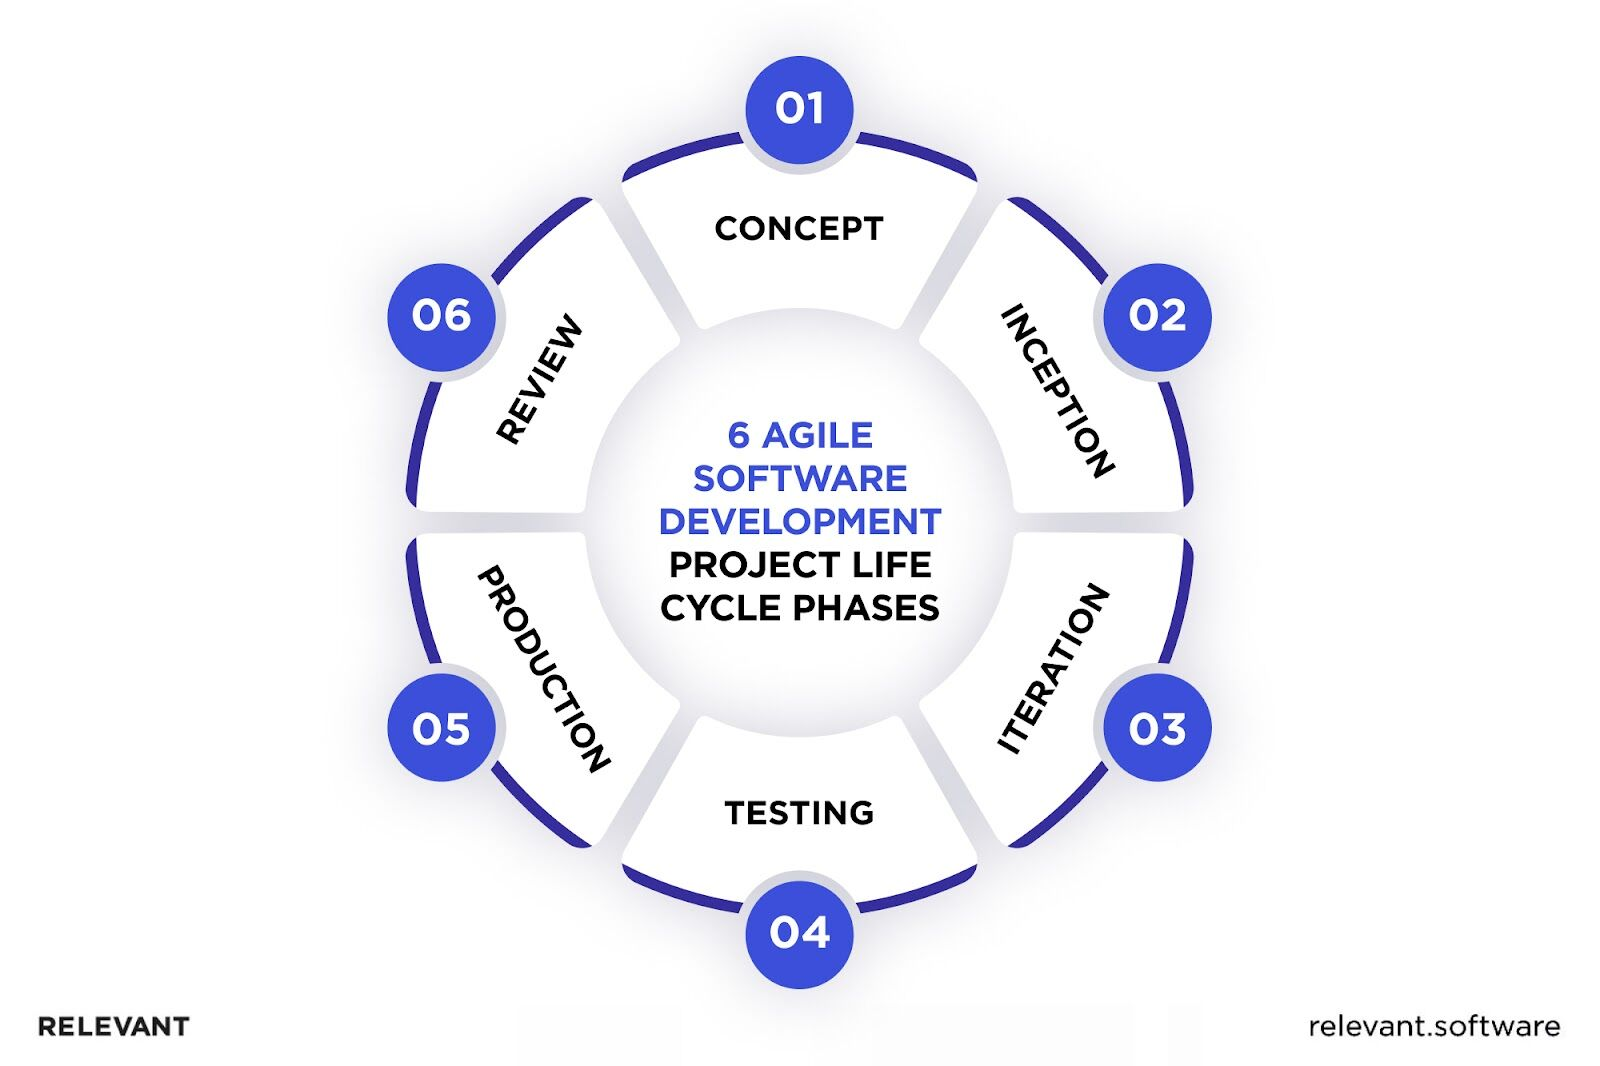 01
CONCEPT
02
INCEPTION
03
ITERATION
04
TESTING
05
PRODUCTION
06
REVIEW
6 AGILE
SOFTWARE
DEVELOPMENT
PROJECT LIFE
CYCLE PHASES
RELEVANT
relevant.software